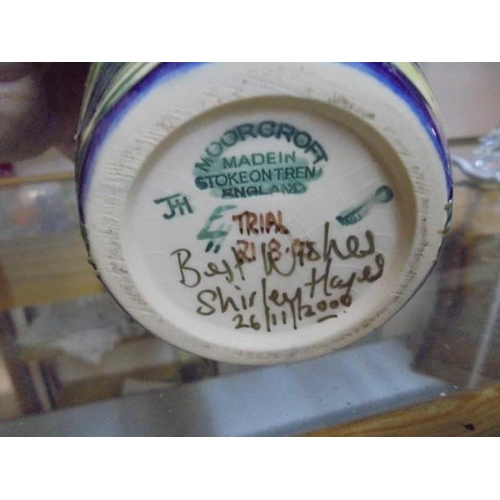 MOORCROFT
MADE IN
STOKE ON TRENT
ENGLAND
JH
TRIAL
Best Wishes
Shirley Hayes
26/11/2000